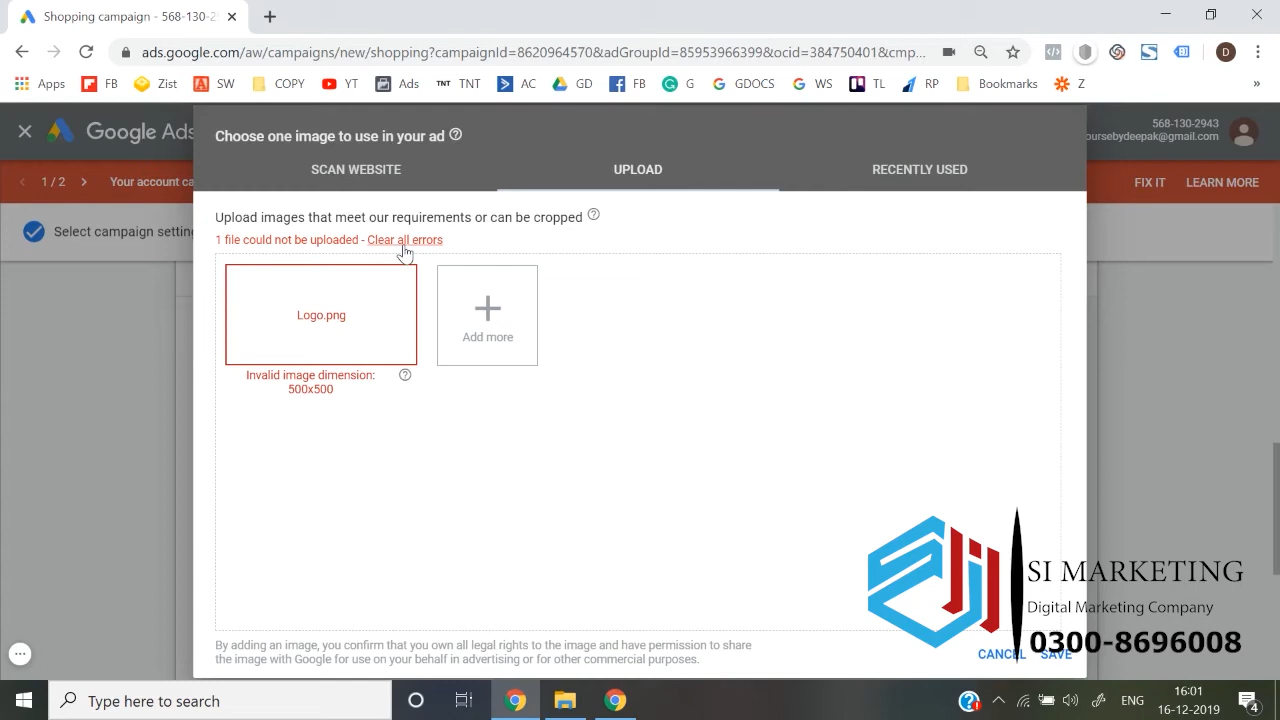 Shopping campaign - 568-130-2
ads.google.com/aw/campaigns/new/shopping?campaignId=8620964570&adGroupId=85953566399&ocid=384750401&cmp...
Apps FB Zist SW COPY YT Ads TNT TNT AC GD FB G GDOCS WS TL RP Bookmarks Z »
Google Ads
568-130-2943
oursebydeepak@gmail.com
Choose one image to use in your ad
SCAN WEBSITE UPLOAD RECENTLY USED
1 / 2 Your account ca FIX IT LEARN MORE
Select campaign setting
Upload images that meet our requirements or can be cropped
1 file could not be uploaded - Clear all errors
Logo.png
Add more
Invalid image dimension:
500x500
SI MARKETING
Digital Marketing Company
0300-8696008
By adding an image, you confirm that you own all legal rights to the image and have permission to share
the image with Google for use on your behalf in advertising or for other commercial purposes.
CANCEL SAVE
Type here to search
ENG
16:01
16-12-2019
4